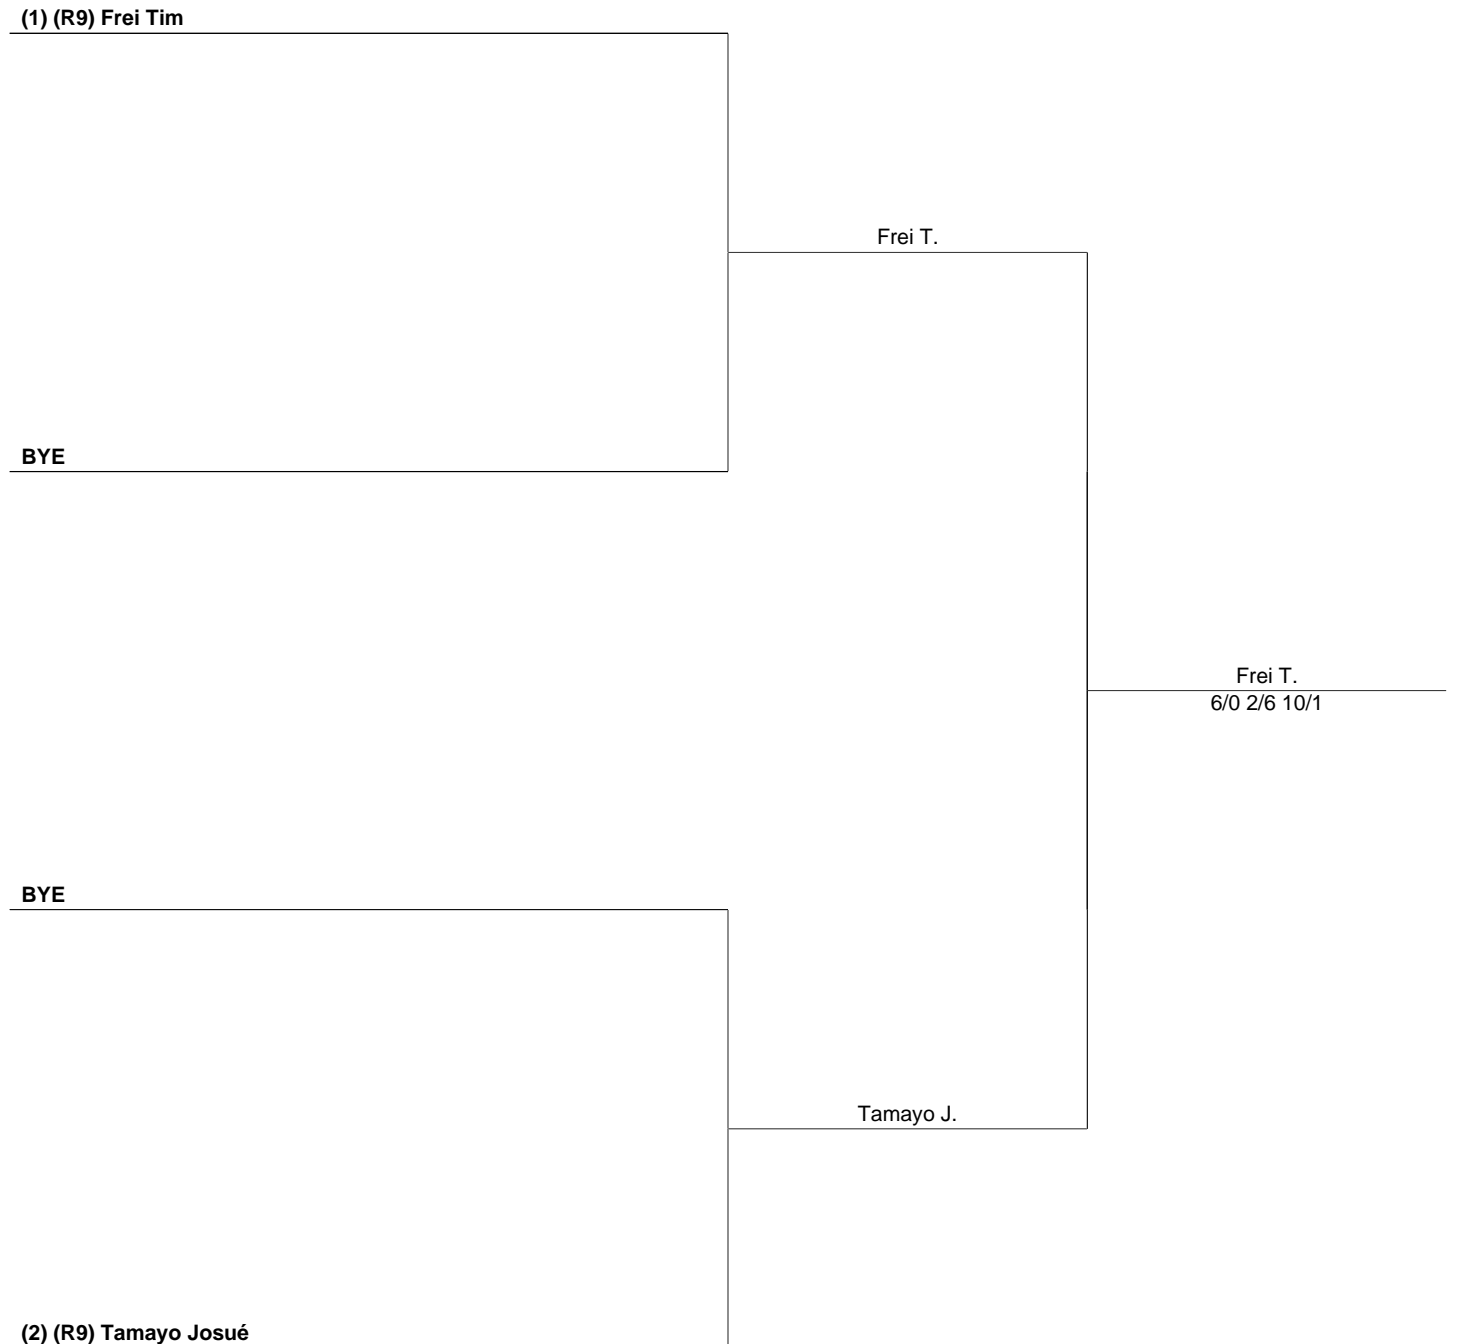 (1) (R9) Frei Tim
Frei T.
BYE
Frei T.
6/0 2/6 10/1
BYE
Tamayo J.
(2) (R9) Tamayo Josué